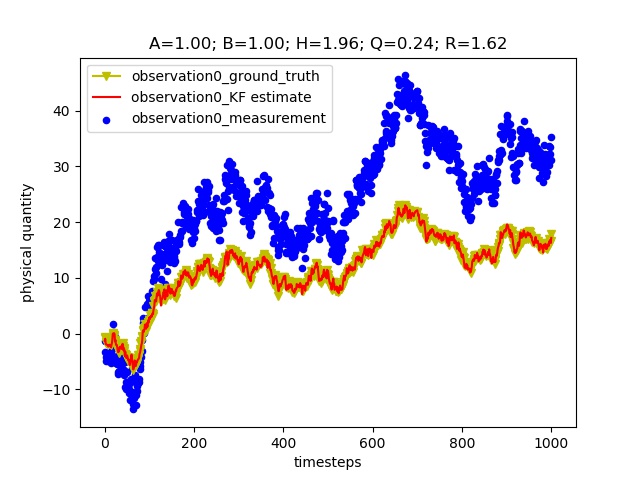 A=1.00; B=1.00; H=1.96; Q=0.24; R=1.62
observation0_ground_truth
observation0_KF estimate
observation0_measurement
40
30
20
10
0
−10
physical quantity
0 200 400 600 800 1000
timesteps